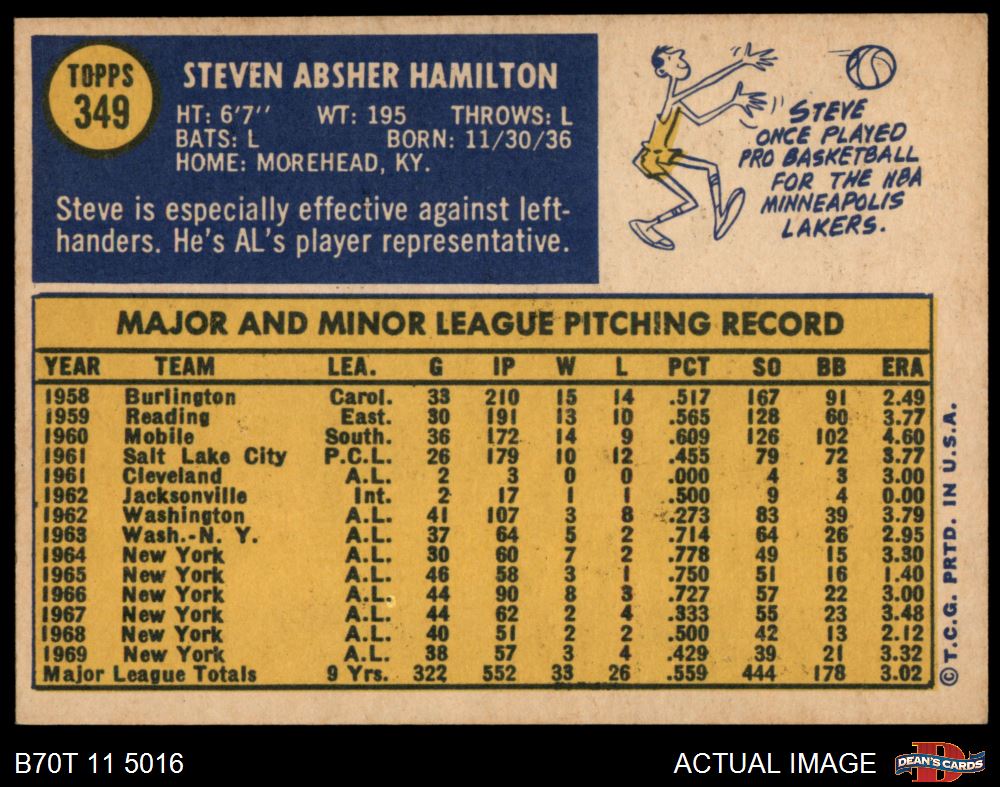 TOPPS
349
STEVEN ABSHER HAMILTON
HT: 6'7" WT: 195 THROWS: L
BATS: L BORN: 11/30/36
HOME: MOREHEAD, KY.
Steve is especially effective against left-
handers. He's AL's player representative.
STEVE
ONCE PLAYED
PRO BASKETBALL
FOR THE NBA
MINNEAPOLIS
LAKERS.
MAJOR AND MINOR LEAGUE PITCHING RECORD
YEAR TEAM LEA. G IP W L PCT SO BB ERA
1958 Burlington Carol. 33 210 15 14 .517 167 91 2.49
1959 Reading East. 30 191 13 10 .565 128 60 3.77
1960 Mobile South. 36 172 14 9 .609 126 102 4.60
1961 Salt Lake City P.C.L. 26 179 10 12 .455 79 72 3.77
1961 Cleveland A.L. 2 3 0 0 .000 4 3 3.00
1962 Jacksonville Int. 2 17 1 1 .500 9 4 0.00
1962 Washington A.L. 41 107 3 8 .273 83 39 3.79
1963 Wash.-N. Y. A.L. 37 64 5 2 .714 64 26 2.95
1964 New York A.L. 30 60 7 2 .778 49 15 3.30
1965 New York A.L. 46 58 3 1 .750 51 16 1.40
1966 New York A.L. 44 90 8 3 .727 57 22 3.00
1967 New York A.L. 44 62 2 4 .333 55 23 3.48
1968 New York A.L. 40 51 2 2 .500 42 13 2.12
1969 New York A.L. 38 57 3 4 .429 39 21 3.32
Major League Totals 9 Yrs. 322 552 33 26 .559 444 178 3.02
© T.C.G. PRTD. IN U.S.A.
B70T 11 5016
ACTUAL IMAGE
DEAN'S CARDS